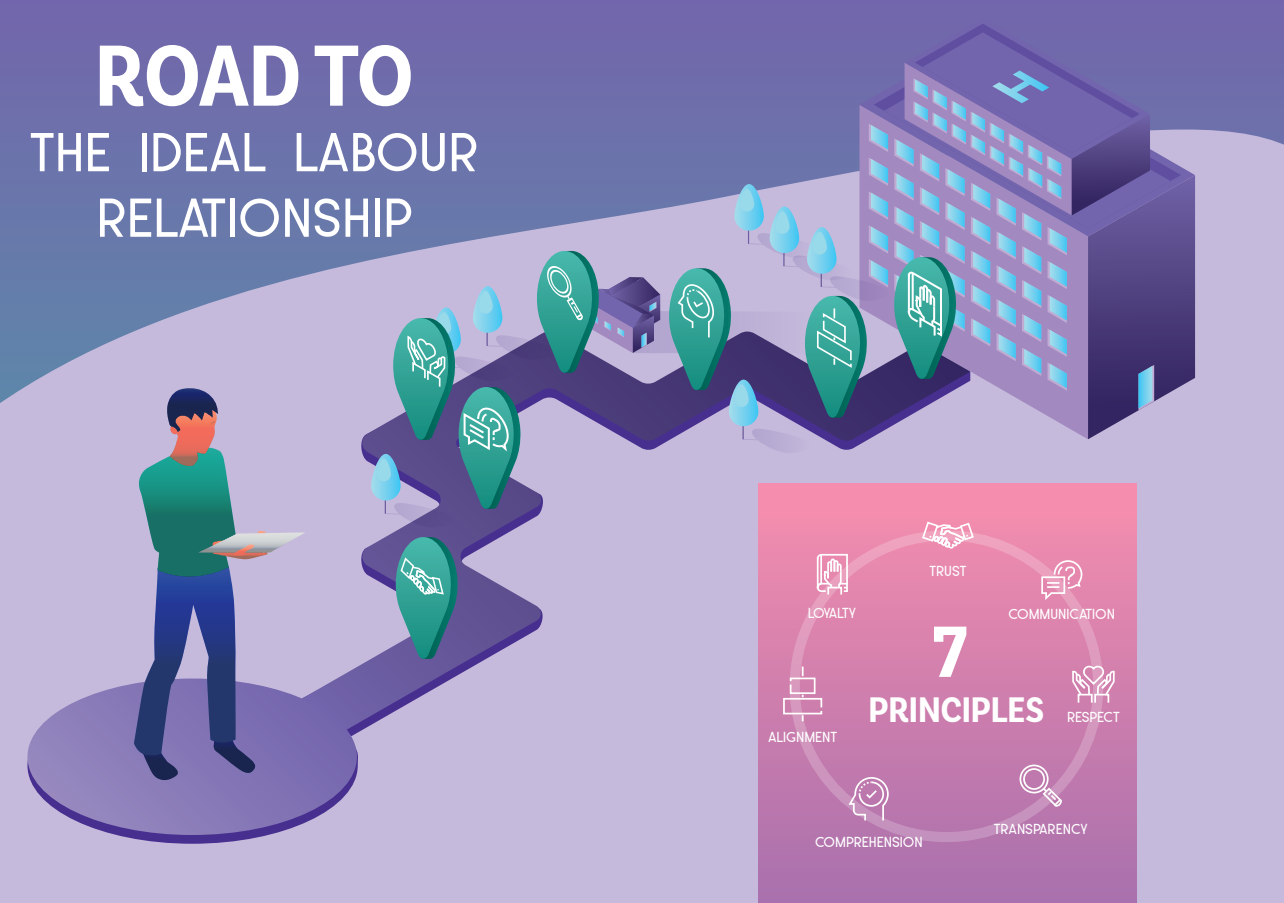 ROAD TO
THE IDEAL LABOUR
RELATIONSHIP
H
TRUST
LOYALTY
COMMUNICATION
7
PRINCIPLES
RESPECT
ALIGNMENT
TRANSPARENCY
COMPREHENSION